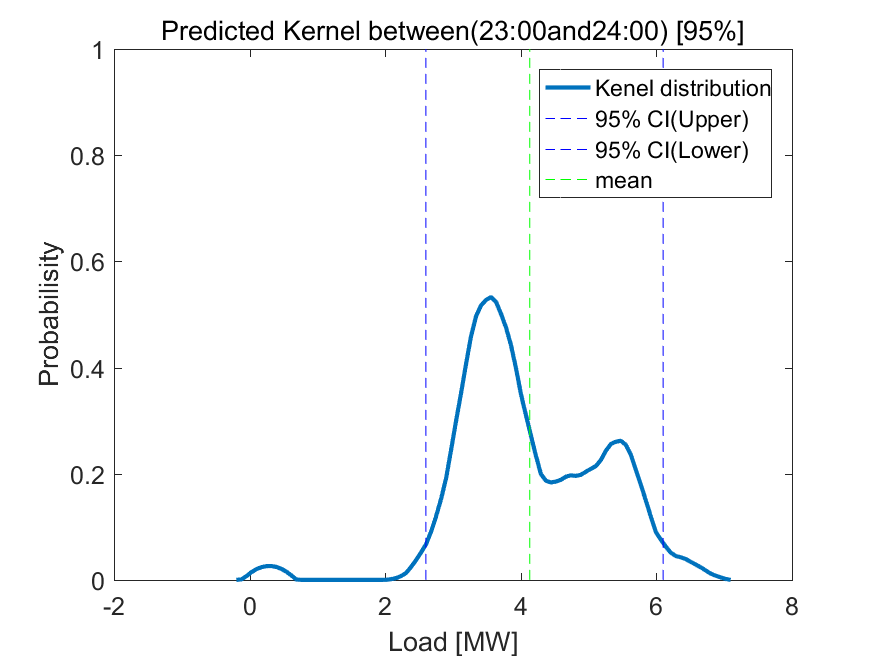 Predicted Kernel between(23:00and24:00) [95%]
1
0.8
0.6
0.4
0.2
0
Probabilisity
-2
0
2
4
6
8
Load [MW]
Kenel distribution
95% CI(Upper)
95% CI(Lower)
mean